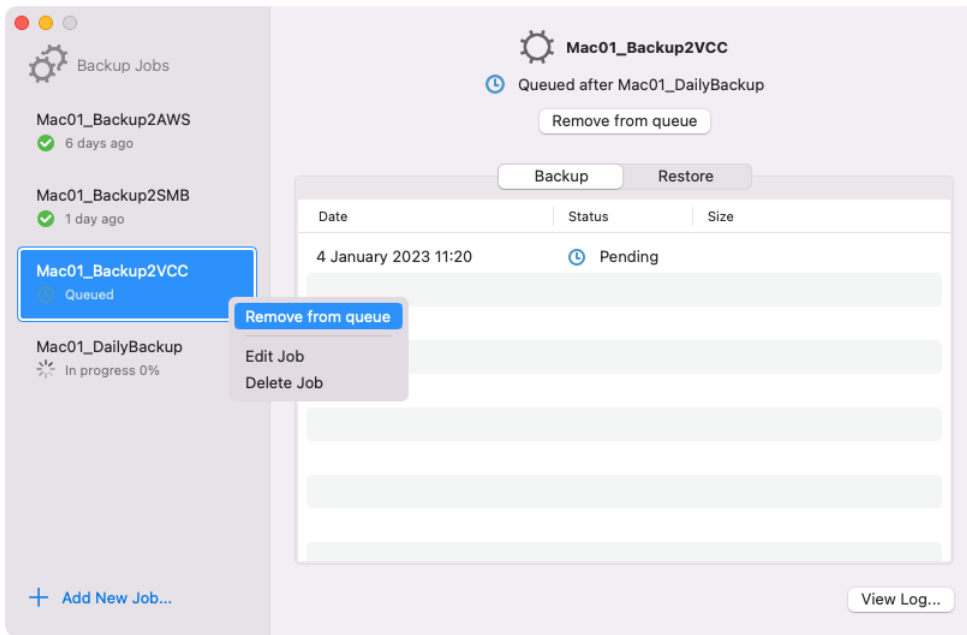 Backup Jobs
Mac01_Backup2AWS
6 days ago
Mac01_Backup2SMB
1 day ago
Mac01_Backup2VCC
Queued
Mac01_DailyBackup
In progress 0%
Add New Job...
Remove from queue
Edit Job
Delete Job
Mac01_Backup2VCC
Queued after Mac01_DailyBackup
Remove from queue
Backup Restore
Date Status Size
4 January 2023 11:20 Pending
View Log...